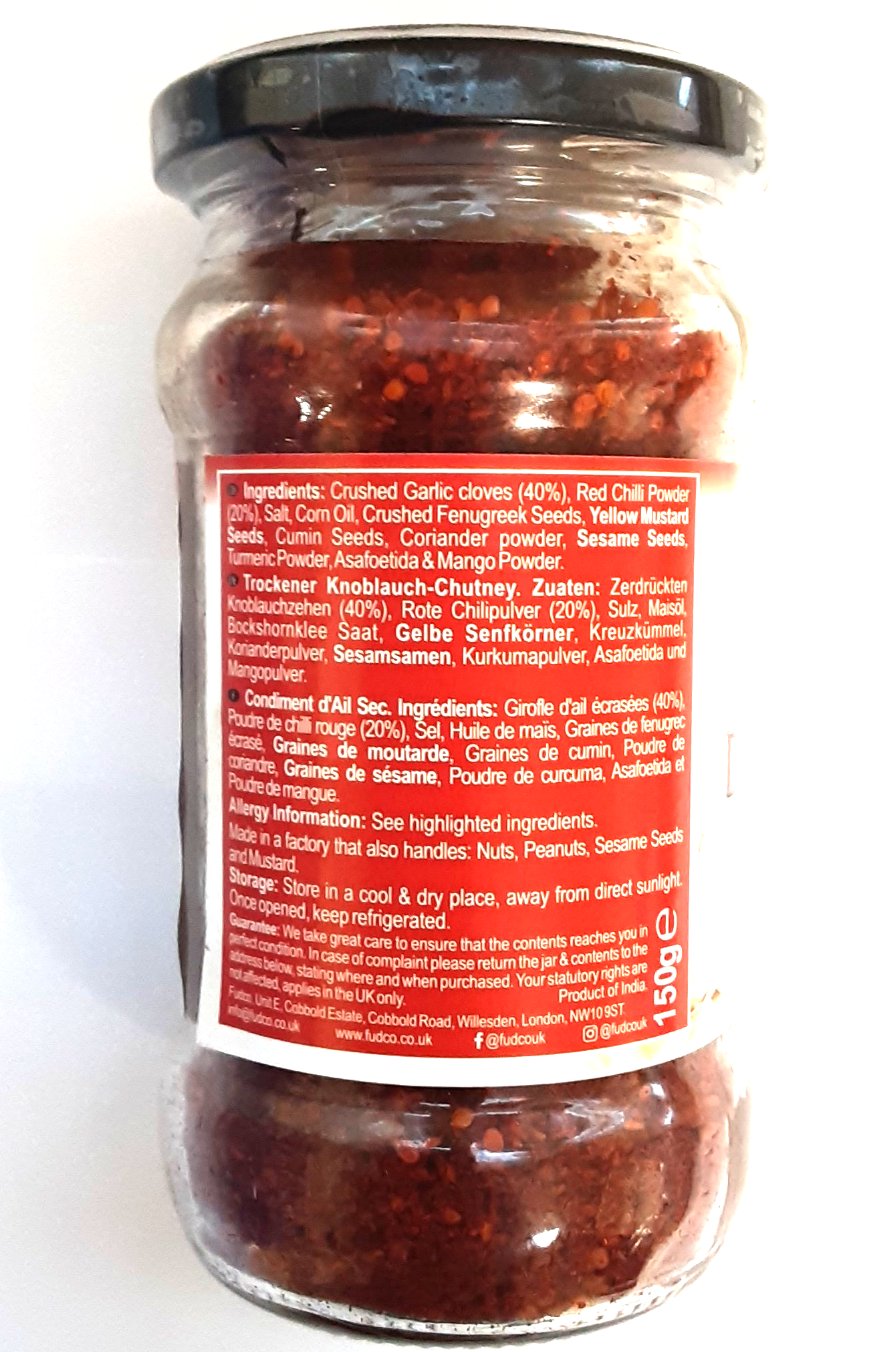 Ingredients: Crushed Garlic cloves (40%), Red Chilli Powder
(20%), Salt, Corn Oil, Crushed Fenugreek Seeds, Yellow Mustard
Seeds, Cumin Seeds, Coriander powder, Sesame Seeds,
Turmeric Powder, Asafoetida & Mango Powder.
Trockener Knoblauch-Chutney. Zuaten: Zerdrückten
Knoblauchzehen (40%), Rote Chilipulver (20%), Sulz, Maisöl,
Bockshornklee Saat, Gelbe Senfkörner, Kreuzkümmel,
Korianderpulver, Sesamsamen, Kurkumapulver, Asafoetida und
Mangopulver.
Condiment d'Ail Sec. Ingrédients: Girofle d'ail écrasées (40%),
Poudre de chilli rouge (20%), Sel, Huile de maïs, Graines de fenugrec
écrasé, Graines de moutarde, Graines de cumin, Poudre de
coriandre, Graines de sésame, Poudre de curcuma, Asafoetida et
Poudre de mangue.
Allergy Information: See highlighted ingredients.
Made in a factory that also handles: Nuts, Peanuts, Sesame Seeds
and Mustard.
Storage: Store in a cool & dry place, away from direct sunlight.
Once opened, keep refrigerated.
Guarantee: We take great care to ensure that the contents reaches you in
perfect condition. In case of complaint please return the jar & contents to the
address below, stating where and when purchased. Your statutory rights are
not affected, applies in the UK only.
Product of India.
Fudco, Unit E, Cobbold Estate, Cobbold Road, Willesden, London, NW10 9ST
info@fudco.co.uk www.fudco.co.uk @fudcouk @fudcouk
150g e